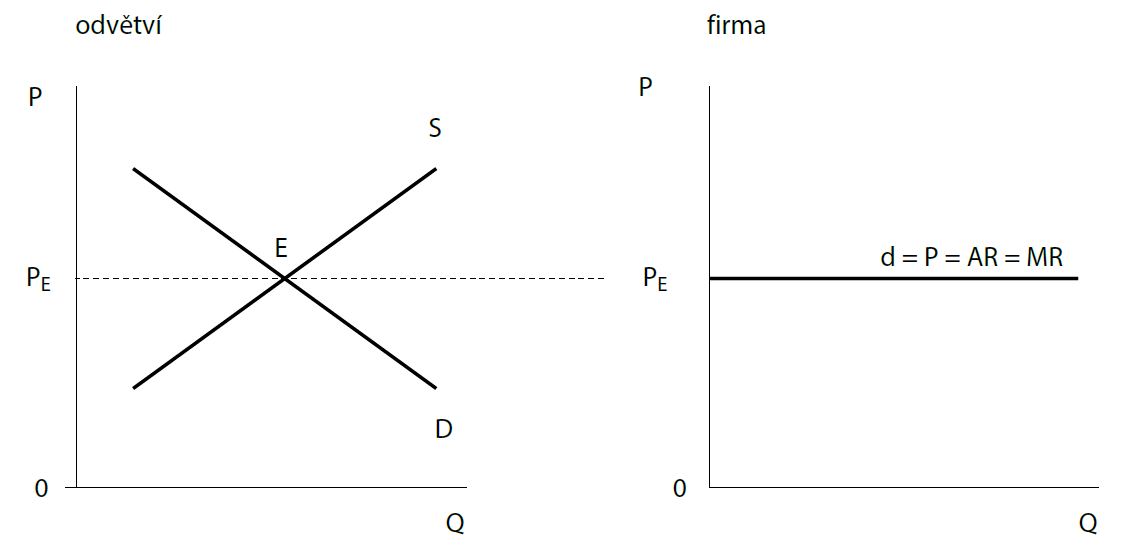 odvětví
P
S
E
P_E
D
0
Q
firma
P
d = P = AR = MR
P_E
0
Q